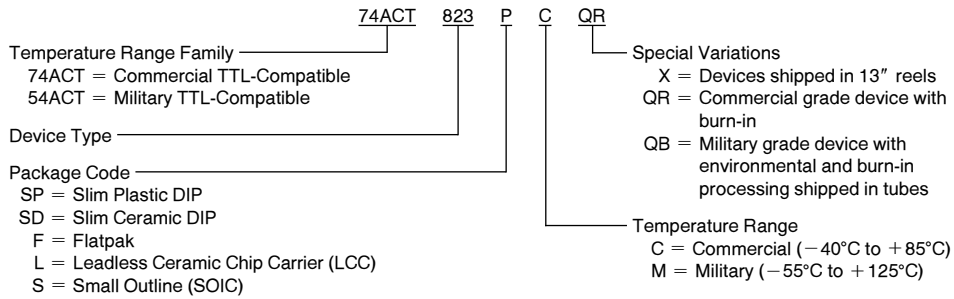 74ACT 823 P C QR
Temperature Range Family
74ACT = Commercial TTL-Compatible
54ACT = Military TTL-Compatible
Device Type
Package Code
SP = Slim Plastic DIP
SD = Slim Ceramic DIP
F = Flatpak
L = Leadless Ceramic Chip Carrier (LCC)
S = Small Outline (SOIC)
Special Variations
X = Devices shipped in 13″ reels
QR = Commercial grade device with
burn-in
QB = Military grade device with
environmental and burn-in
processing shipped in tubes
Temperature Range
C = Commercial (−40°C to +85°C)
M = Military (−55°C to +125°C)